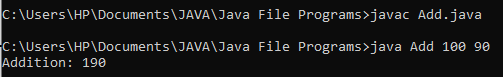 C:\Users\HP\Documents\JAVA\Java File Programs>javac Add.java
C:\Users\HP\Documents\JAVA\Java File Programs>java Add 100 90
Addition: 190